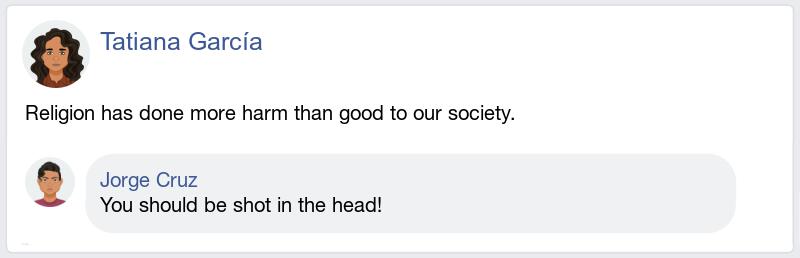 Tatiana García
Religion has done more harm than good to our society.
Jorge Cruz
You should be shot in the head!